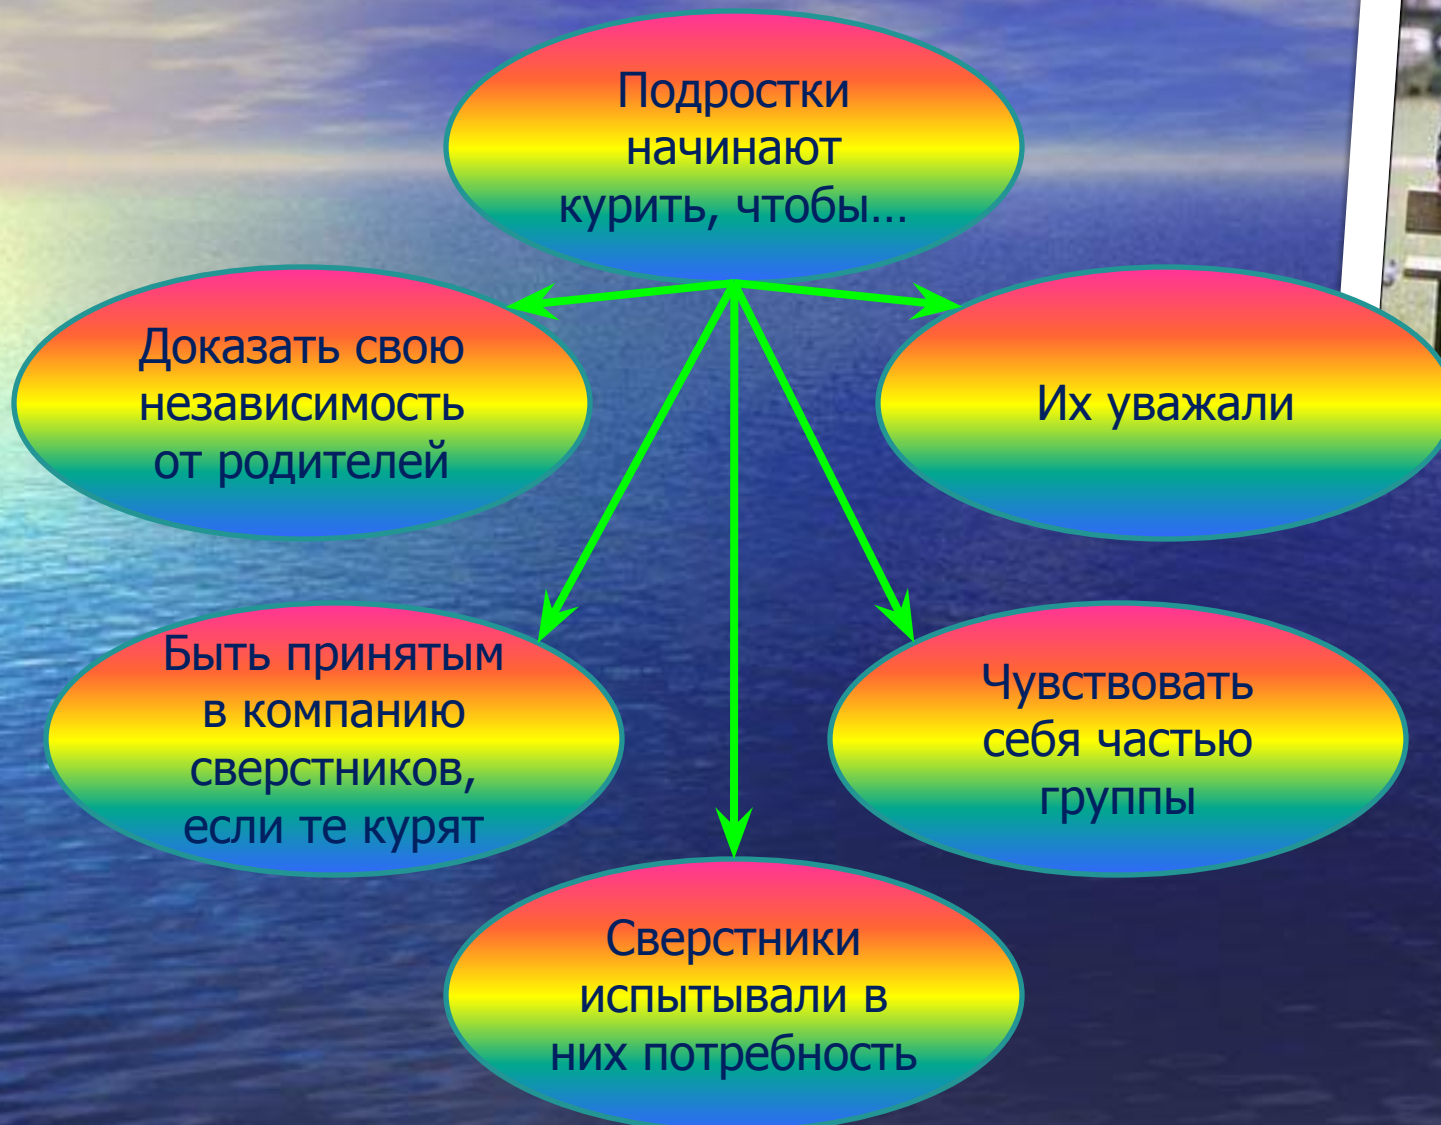 Подростки
начинают
курить, чтобы…
Доказать свою
независимость
от родителей
Их уважали
Быть принятым
в компанию
сверстников,
если те курят
Чувствовать
себя частью
группы
Сверстники
испытывали в
них потребность